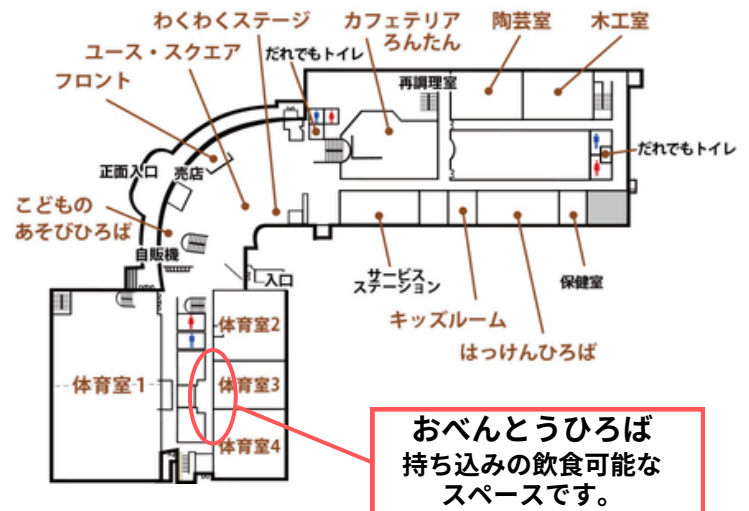 わくわくステージ
カフェテリア
ろんたん
陶芸室
木工室
ユース・スクエア
だれでもトイレ
フロント
再調理室
だれでもトイレ
正面入口
売店
こどもの
あそびひろば
自販機
入口
サービス
ステーション
保健室
キッズルーム
はっけんひろば
体育室2
体育室1
体育室3
体育室4
おべんとうひろば
持ち込みの飲食可能な
スペースです。